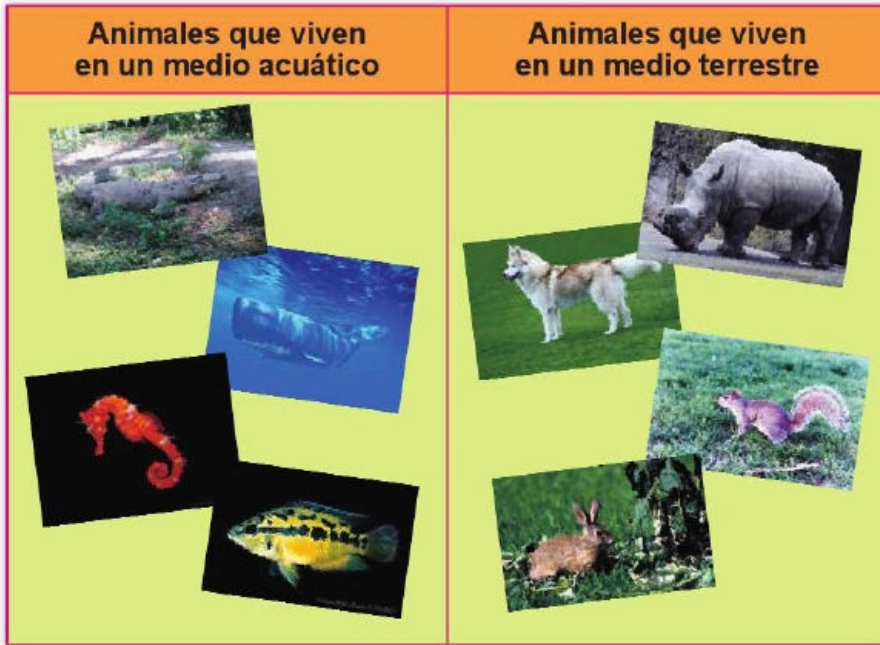 Animales que viven
en un medio acuático
Animales que viven
en un medio terrestre